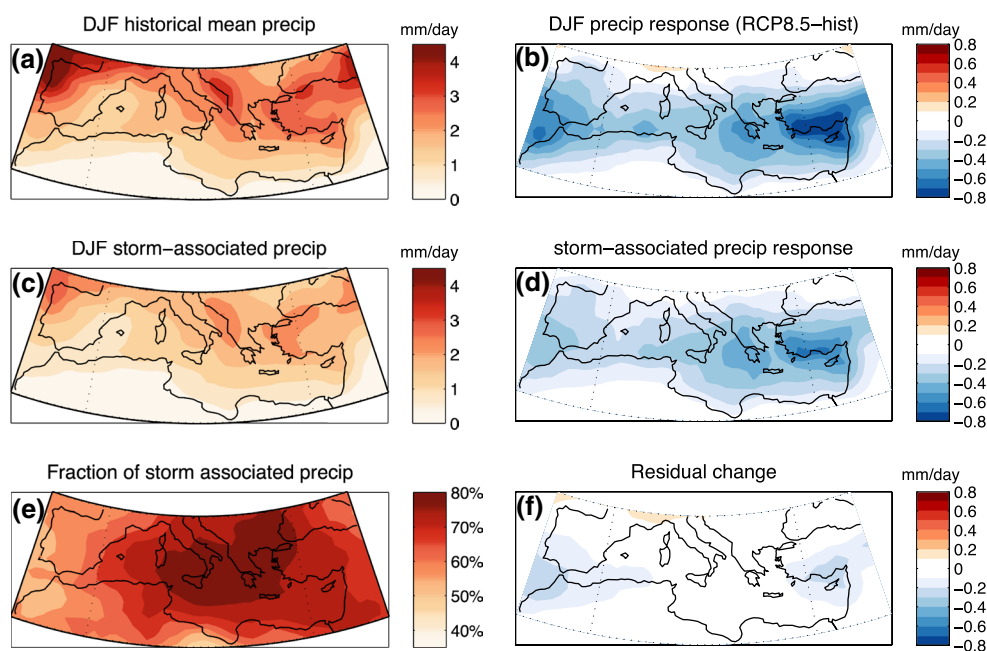 DJF historical mean precip
mm/day
(a)
4
3
2
1
0
DJF precip response (RCP8.5−hist)
mm/day
(b)
0.8
0.6
0.4
0.2
0
−0.2
−0.4
−0.6
−0.8
DJF storm−associated precip
mm/day
(c)
4
3
2
1
0
storm−associated precip response
mm/day
(d)
0.8
0.6
0.4
0.2
0
−0.2
−0.4
−0.6
−0.8
Fraction of storm associated precip
(e)
80%
70%
60%
50%
40%
Residual change
mm/day
(f)
0.8
0.6
0.4
0.2
0
−0.2
−0.4
−0.6
−0.8